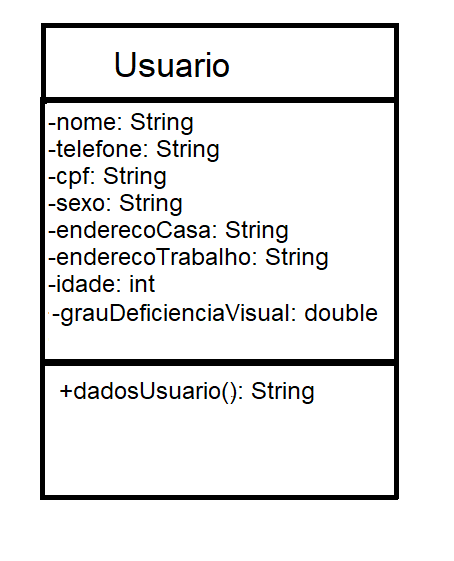 Usuario
-nome: String
-telefone: String
-cpf: String
-sexo: String
-enderecoCasa: String
-enderecoTrabalho: String
-idade: int
-grauDeficienciaVisual: double
+dadosUsuario(): String